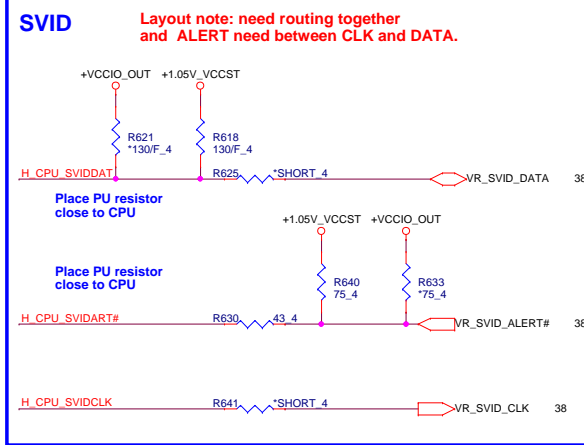 SVID
Layout note: need routing together
and ALERT need between CLK and DATA.
+VCCIO_OUT +1.05V_VCCST
R621
*130/F_4
R618
130/F_4
H_CPU_SVIDDAT R625 *SHORT_4 VR_SVID_DATA 38
Place PU resistor
close to CPU
+1.05V_VCCST +VCCIO_OUT
Place PU resistor
close to CPU
R640
75_4
R633
*75_4
H_CPU_SVIDART# R630 43_4 VR_SVID_ALERT# 38
H_CPU_SVIDCLK R641 *SHORT_4 VR_SVID_CLK 38